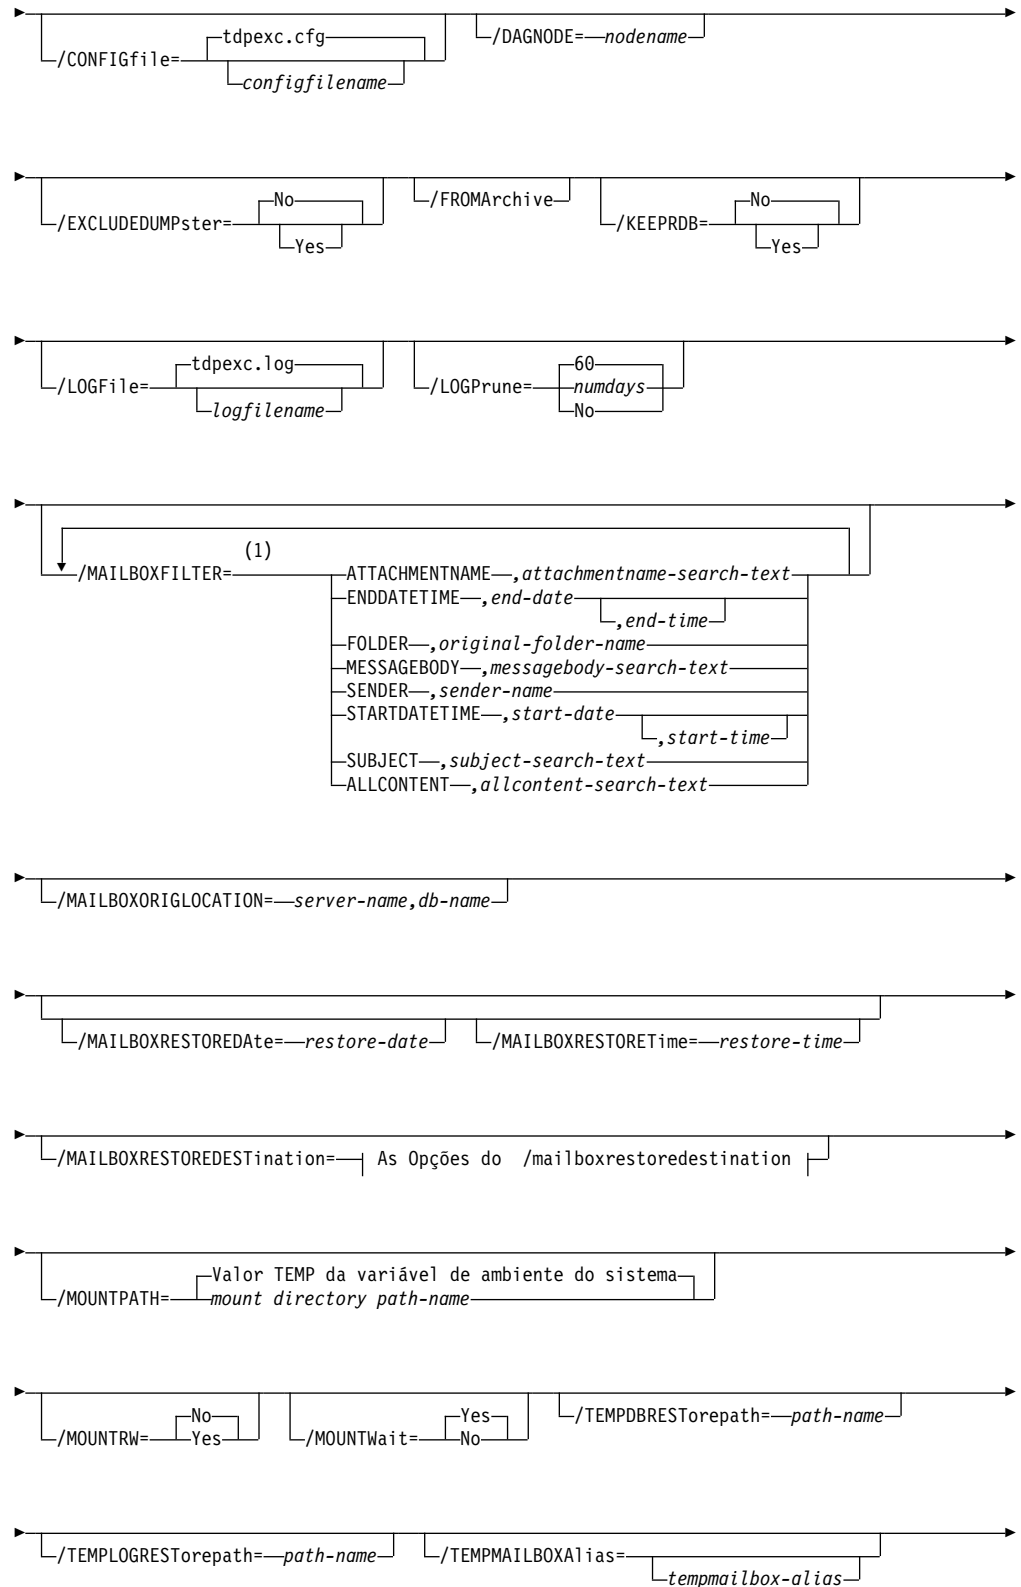 tdpexc.cfg
/CONFIGfile=
configfilename
/DAGNODE=
nodename
No
/EXCLUDEDUMPster=
Yes
/FROMArchive
No
/KEEPRDB=
Yes
tdpexc.log
/LOGFile=
logfilename
60
/LOGPrune=
numdays
No
(1)
/MAILBOXFILTER=
ATTACHMENTNAME ,attachmentname-search-text
ENDDATETIME ,end-date
,end-time
FOLDER ,original-folder-name
MESSAGEBODY ,messagebody-search-text
SENDER ,sender-name
STARTDATETIME ,start-date
,start-time
SUBJECT ,subject-search-text
ALLCONTENT ,allcontent-search-text
/MAILBOXORIGLOCATION= server-name,db-name
/MAILBOXRESTOREDAte= restore-date
/MAILBOXRESTORETime= restore-time
/MAILBOXRESTOREDESTination= As Opções do /mailboxrestoredestination
Valor TEMP da variável de ambiente do sistema
/MOUNTPATH= mount directory path-name
No
/MOUNTRW= Yes
Yes
/MOUNTWait= No
/TEMPDBRESTorepath= path-name
/TEMPLOGRESTorepath= path-name
/TEMPMAILBOXAlias=
tempmailbox-alias